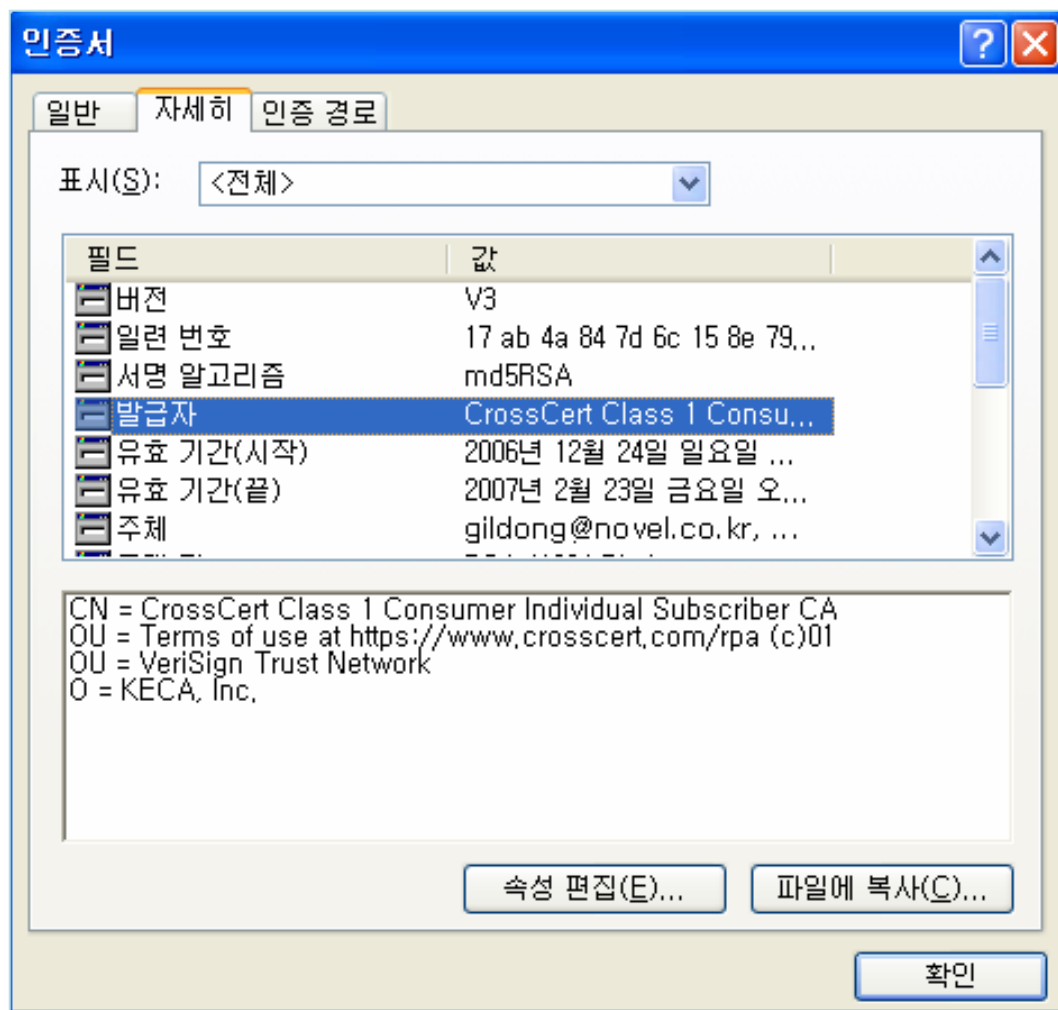 인증서
일반 자세히 인증 경로
표시(S): <전체>
필드 값
버전 V3
일련 번호 17 ab 4a 84 7d 6c 15 8e 79...
서명 알고리즘 md5RSA
발급자 CrossCert Class 1 Consu...
유효 기간(시작) 2006년 12월 24일 일요일 ...
유효 기간(끝) 2007년 2월 23일 금요일 오...
주체 gildong@novel.co.kr, ...
CN = CrossCert Class 1 Consumer Individual Subscriber CA
OU = Terms of use at https://www.crosscert.com/rpa (c)01
OU = VeriSign Trust Network
O = KECA, Inc.
속성 편집(E)... 파일에 복사(C)...
확인